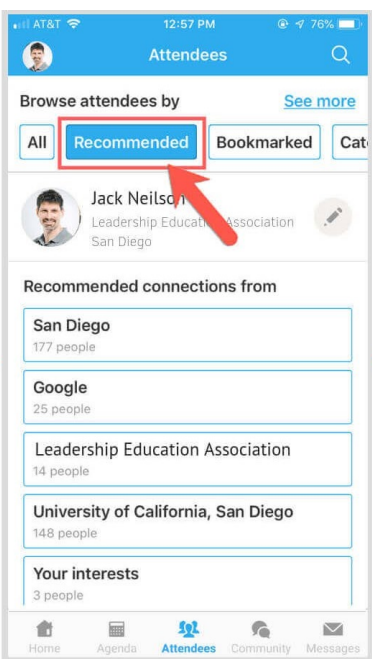 AT&T 12:57 PM 76%
Attendees
Browse attendees by See more
All Recommended Bookmarked Cat
Jack Neilson
Leadership Education Association
San Diego
Recommended connections from
San Diego
177 people
Google
25 people
Leadership Education Association
14 people
University of California, San Diego
148 people
Your interests
3 people
Home Agenda Attendees Community Messages